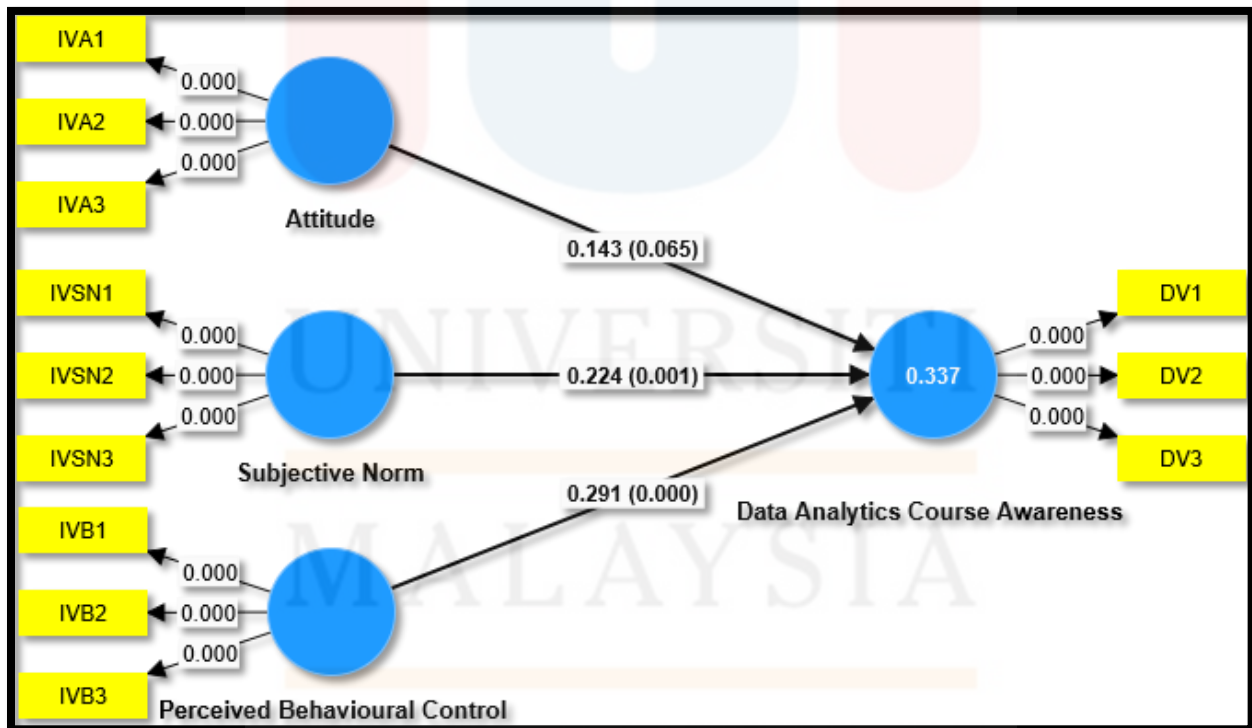 IVA1
0.000
IVA2
0.000
0.000
IVA3
Attitude
0.143 (0.065)
IVSN1
0.000
IVSN2
0.000
0.000
IVSN3
Subjective Norm
0.224 (0.001)
0.337
DV1
0.000
DV2
0.000
0.000
DV3
Data Analytics Course Awareness
0.291 (0.000)
IVB1
0.000
IVB2
0.000
0.000
IVB3
Perceived Behavioural Control
UNIVERSITI
MALAYSIA